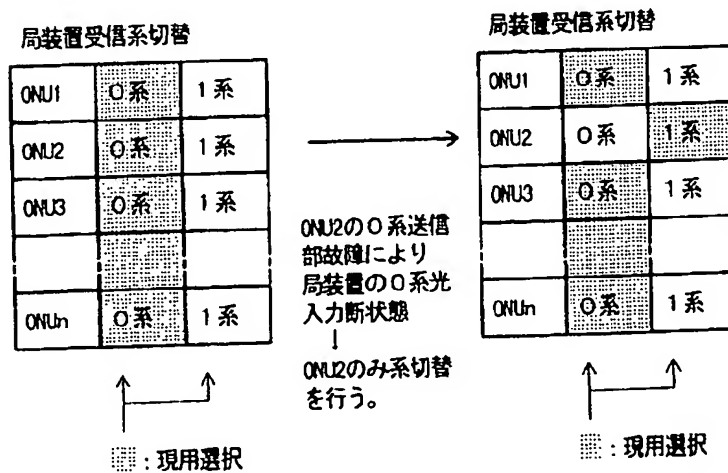 局装置受信系切替
ONU1 0系 1系
ONU2 0系 1系
ONU3 0系 1系
ONUn 0系 1系
:現用選択
ONU2の0系送信
部故障により
局装置の0系光
入力断状態
↓
ONU2のみ系切替
を行う。
局装置受信系切替
ONU1 0系 1系
ONU2 0系 1系
ONU3 0系 1系
ONUn 0系 1系
:現用選択